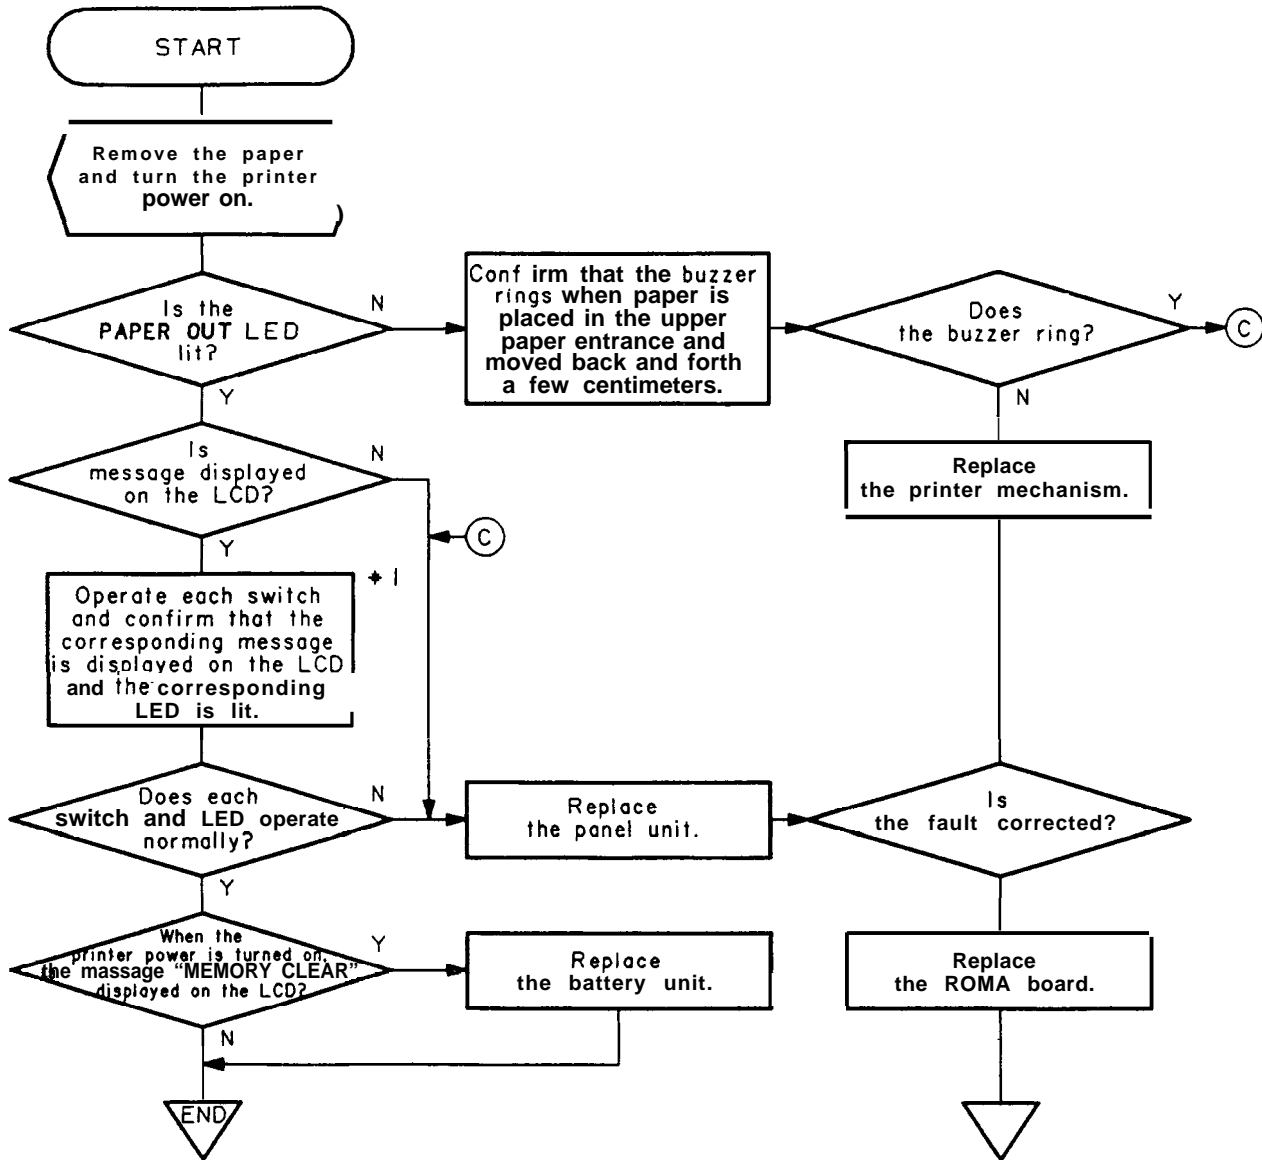 START
Remove the paper
and turn the printer
power on.
Is the
PAPER OUT LED
lit?
N
Y
Conf irm that the buzzer
rings when paper is
placed in the upper
paper entrance and
moved back and forth
a few centimeters.
Does
the buzzer ring?
Y
C
N
Replace
the printer mechanism.
Is
message displayed
on the LCD?
N
Y
C
*1
Operate each switch
and confirm that the
corresponding message
is displayed on the LCD
and the corresponding
LED is lit.
Does each
switch and LED operate
normally?
N
Y
Replace
the panel unit.
Is
the fault corrected?
When the
printer power is turned on,
the massage "MEMORY CLEAR"
displayed on the LCD?
Y
N
Replace
the battery unit.
Replace
the ROMA board.
END